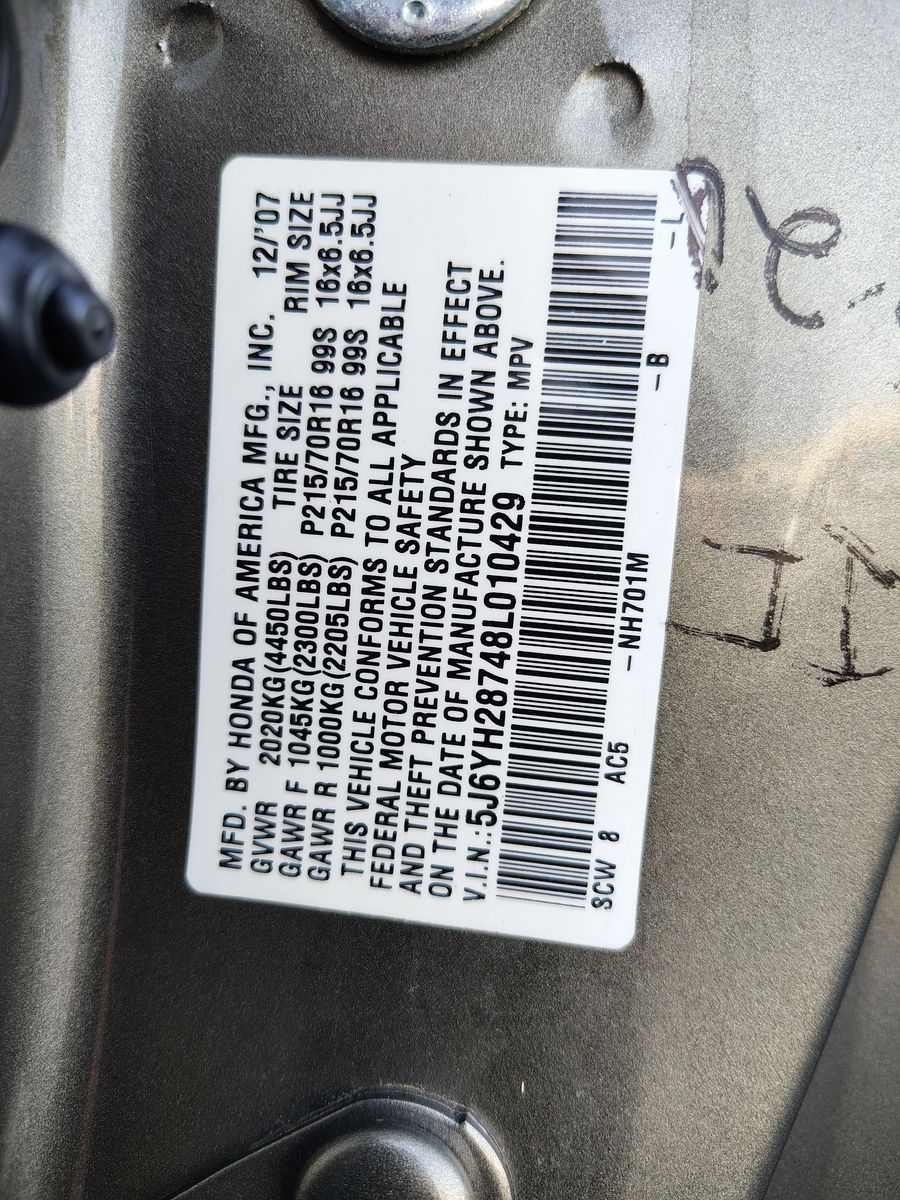 MFD. BY HONDA OF AMERICA MFG., INC. 12/'07
GVWR 2020KG(4450LBS) TIRE SIZE RIM SIZE
GAWR F 1045KG(2300LBS) P215/70R16 99S 16x6.5JJ
GAWR R 1000KG(2205LBS) P215/70R16 99S 16x6.5JJ
THIS VEHICLE CONFORMS TO ALL APPLICABLE
FEDERAL MOTOR VEHICLE SAFETY
AND THEFT PREVENTION STANDARDS IN EFFECT
ON THE DATE OF MANUFACTURE SHOWN ABOVE.
V.I.N.:5J6YH28748L010429 TYPE: MPV
SCW 8 AC5 -NH701M -B -L